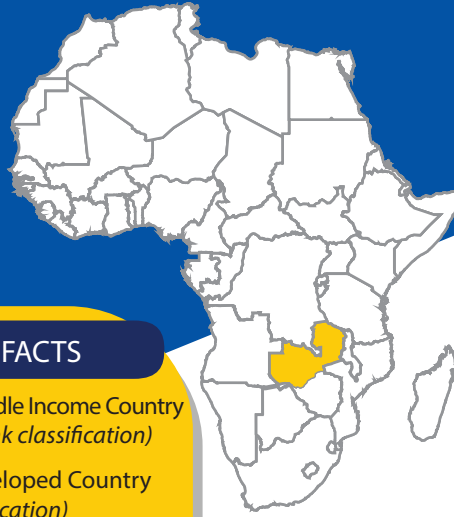 FACTS
dle Income Country
k classification)
eloped Country
cation)